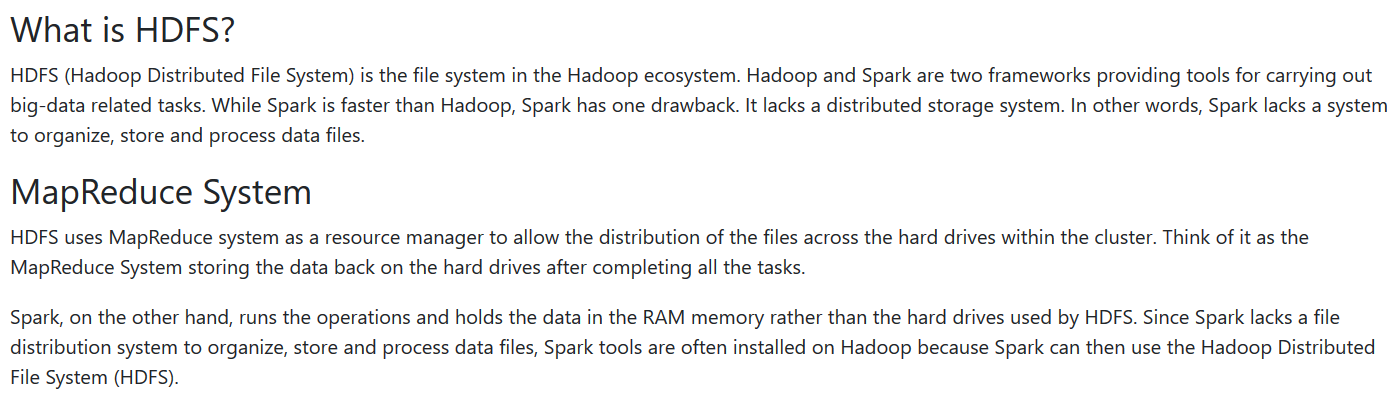 What is HDFS?
HDFS (Hadoop Distributed File System) is the file system in the Hadoop ecosystem. Hadoop and Spark are two frameworks providing tools for carrying out
big-data related tasks. While Spark is faster than Hadoop, Spark has one drawback. It lacks a distributed storage system. In other words, Spark lacks a system
to organize, store and process data files.
MapReduce System
HDFS uses MapReduce system as a resource manager to allow the distribution of the files across the hard drives within the cluster. Think of it as the
MapReduce System storing the data back on the hard drives after completing all the tasks.
Spark, on the other hand, runs the operations and holds the data in the RAM memory rather than the hard drives used by HDFS. Since Spark lacks a file
distribution system to organize, store and process data files, Spark tools are often installed on Hadoop because Spark can then use the Hadoop Distributed
File System (HDFS).